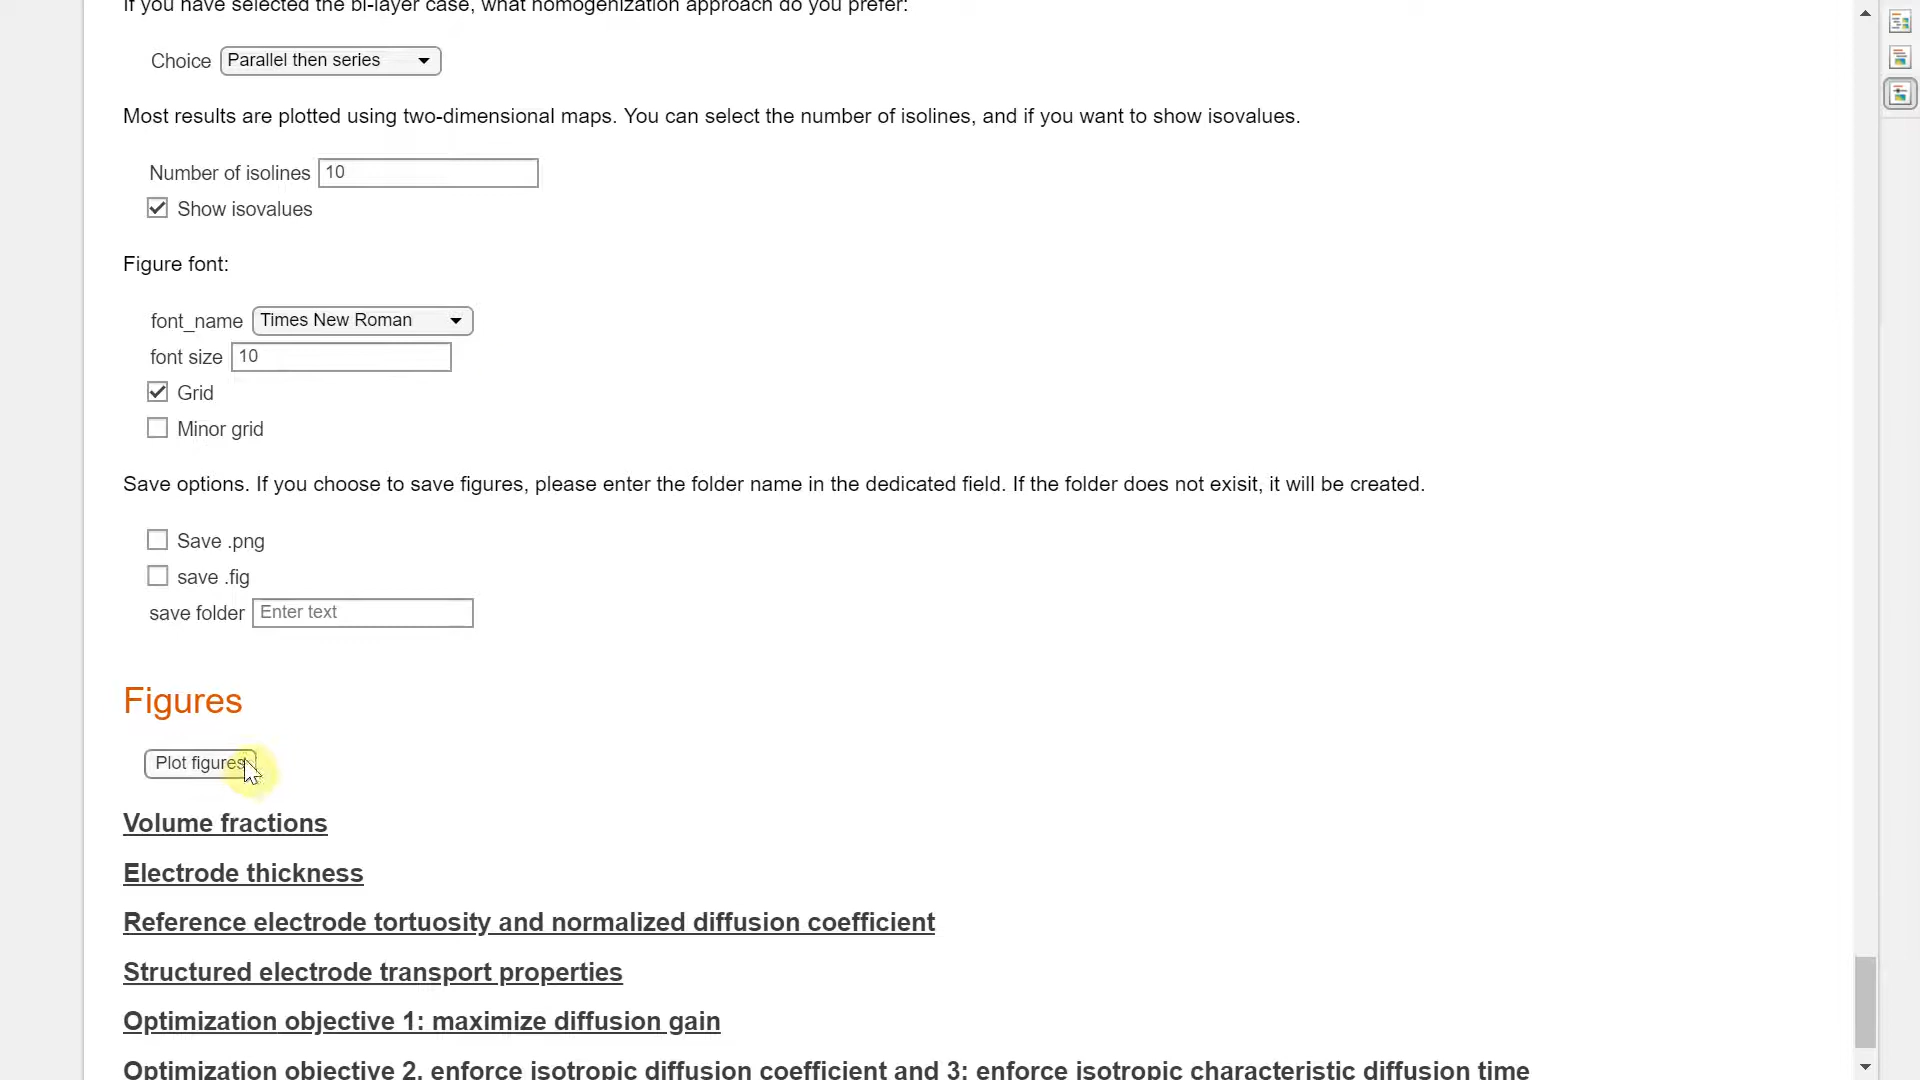 If you have selected the bi-layer case, what homogenization approach do you prefer:
Choice Parallel then series
Most results are plotted using two-dimensional maps. You can select the number of isolines, and if you want to show isovalues.
Number of isolines 10
Show isovalues
Figure font:
font_name Times New Roman
font size 10
Grid
Minor grid
Save options. If you choose to save figures, please enter the folder name in the dedicated field. If the folder does not exisit, it will be created.
Save .png
save .fig
save folder Enter text
Figures
Plot figures
Volume fractions
Electrode thickness
Reference electrode tortuosity and normalized diffusion coefficient
Structured electrode transport properties
Optimization objective 1: maximize diffusion gain
Optimization objective 2. enforce isotropic diffusion coefficient and 3: enforce isotropic characteristic diffusion time